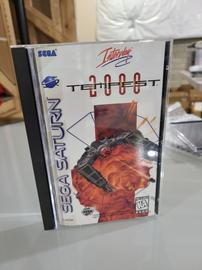 SEGA
Interplay
2000
TEMPEST
SEGA SATURN